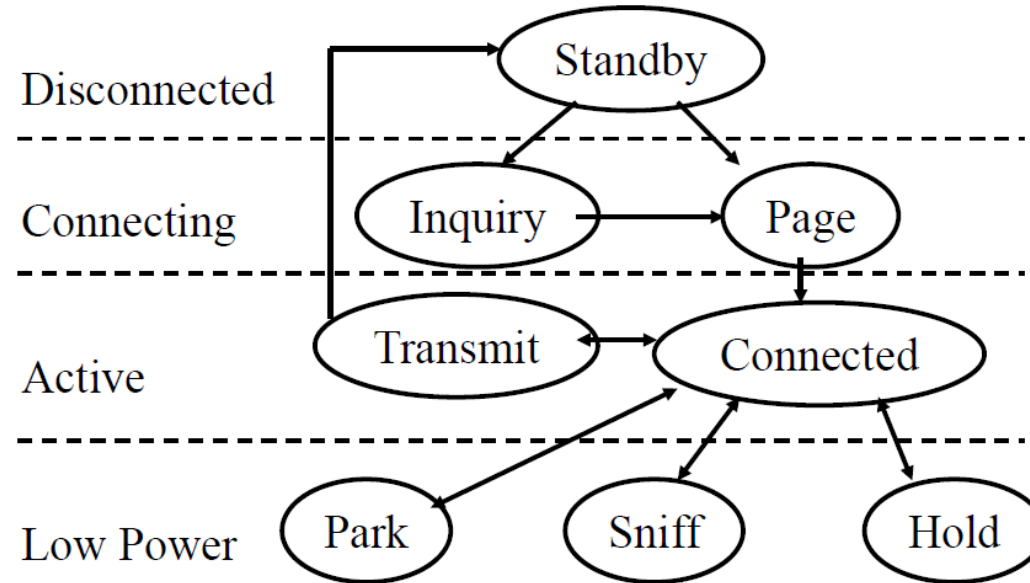 Standby
Disconnected
Inquiry
Page
Connecting
Transmit
Connected
Active
Park
Sniff
Hold
Low Power